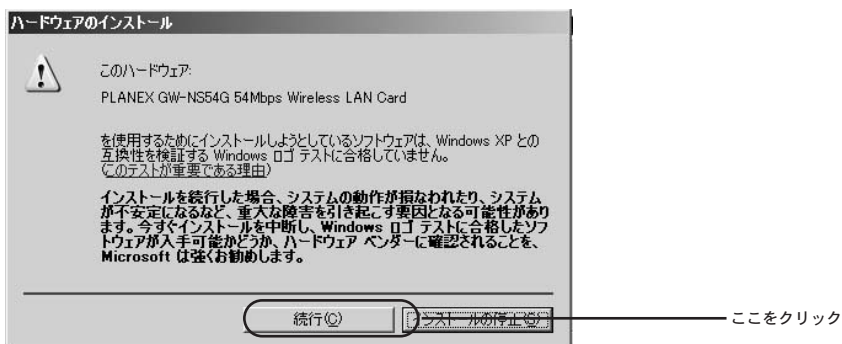 ハードウェアのインストール
このハードウェア:
PLANEX GW-NS54G 54Mbps Wireless LAN Card
を使用するためにインストールしようとしているソフトウェアは、Windows XP との
互換性を検証する Windows ロゴ テストに合格していません。
(このテストが重要である理由)
インストールを続行した場合、システムの動作が損なわれたり、システム
が不安定になるなど、重大な障害を引き起こす要因となる可能性があり
ます。今すぐインストールを中断し、Windows ロゴ テストに合格したソフ
トウェアが入手可能かどうか、ハードウェア ベンダーに確認されることを、
Microsoft は強くお勧めします。
続行(C)
インストールの停止(S)
ここをクリック